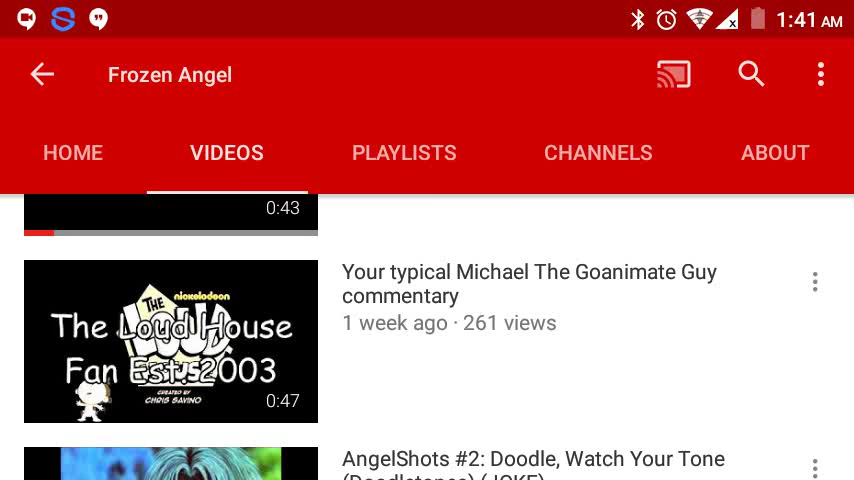 1:41 AM
Frozen Angel
HOME VIDEOS PLAYLISTS CHANNELS ABOUT
0:43
THE nickelodeon
The Loud House
Fan Est: 2003
CREATED BY
CHRIS SAVINO
0:47
Your typical Michael The Goanimate Guy
commentary
1 week ago · 261 views
AngelShots #2: Doodle, Watch Your Tone
(Doodletones) (JOKE)